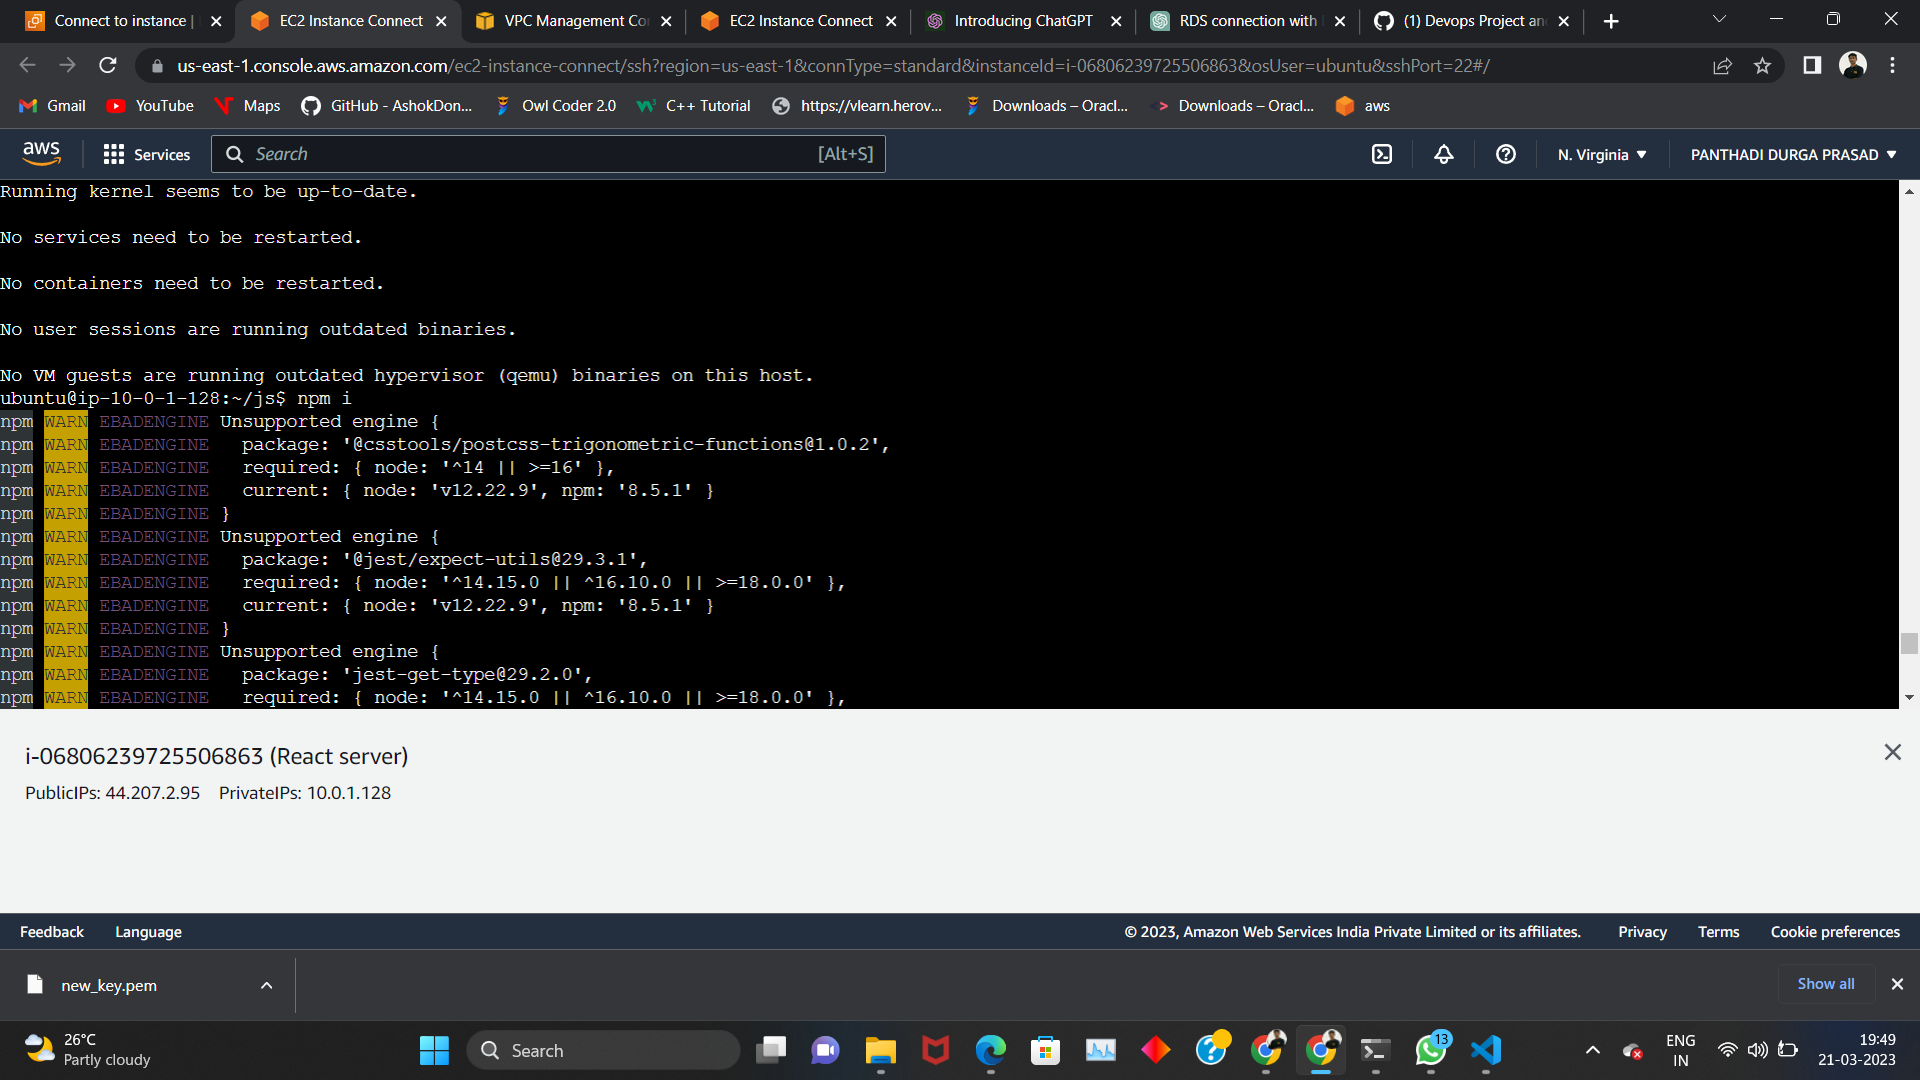 Connect to instance |
EC2 Instance Connect
VPC Management Co
EC2 Instance Connect
Introducing ChatGPT
RDS connection with
(1) Devops Project an
us-east-1.console.aws.amazon.com/ec2-instance-connect/ssh?region=us-east-1&connType=standard&instanceId=i-06806239725506863&osUser=ubuntu&sshPort=22#/
Gmail
YouTube
Maps
GitHub - AshokDon...
Owl Coder 2.0
C++ Tutorial
https://vlearn.herov...
Downloads – Oracl...
Downloads – Oracl...
aws
aws
Services
Search
[Alt+S]
N. Virginia
PANTHADI DURGA PRASAD
Running kernel seems to be up-to-date.
No services need to be restarted.
No containers need to be restarted.
No user sessions are running outdated binaries.
No VM guests are running outdated hypervisor (qemu) binaries on this host.
ubuntu@ip-10-0-1-128:~/js$ npm i
npm WARN EBADENGINE Unsupported engine {
npm WARN EBADENGINE   package: '@csstools/postcss-trigonometric-functions@1.0.2',
npm WARN EBADENGINE   required: { node: '^14 || >=16' },
npm WARN EBADENGINE   current: { node: 'v12.22.9', npm: '8.5.1' }
npm WARN EBADENGINE }
npm WARN EBADENGINE Unsupported engine {
npm WARN EBADENGINE   package: '@jest/expect-utils@29.3.1',
npm WARN EBADENGINE   required: { node: '^14.15.0 || ^16.10.0 || >=18.0.0' },
npm WARN EBADENGINE   current: { node: 'v12.22.9', npm: '8.5.1' }
npm WARN EBADENGINE }
npm WARN EBADENGINE Unsupported engine {
npm WARN EBADENGINE   package: 'jest-get-type@29.2.0',
npm WARN EBADENGINE   required: { node: '^14.15.0 || ^16.10.0 || >=18.0.0' },
i-06806239725506863 (React server)
PublicIPs: 44.207.2.95 PrivateIPs: 10.0.1.128
Feedback
Language
© 2023, Amazon Web Services India Private Limited or its affiliates.
Privacy
Terms
Cookie preferences
new_key.pem
Show all
26°C
Partly cloudy
Search
13
ENG
IN
19:49
21-03-2023